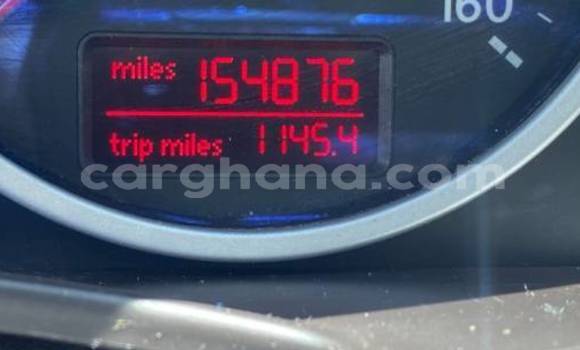 160
miles 154876
trip miles 1145.4
carghana.com